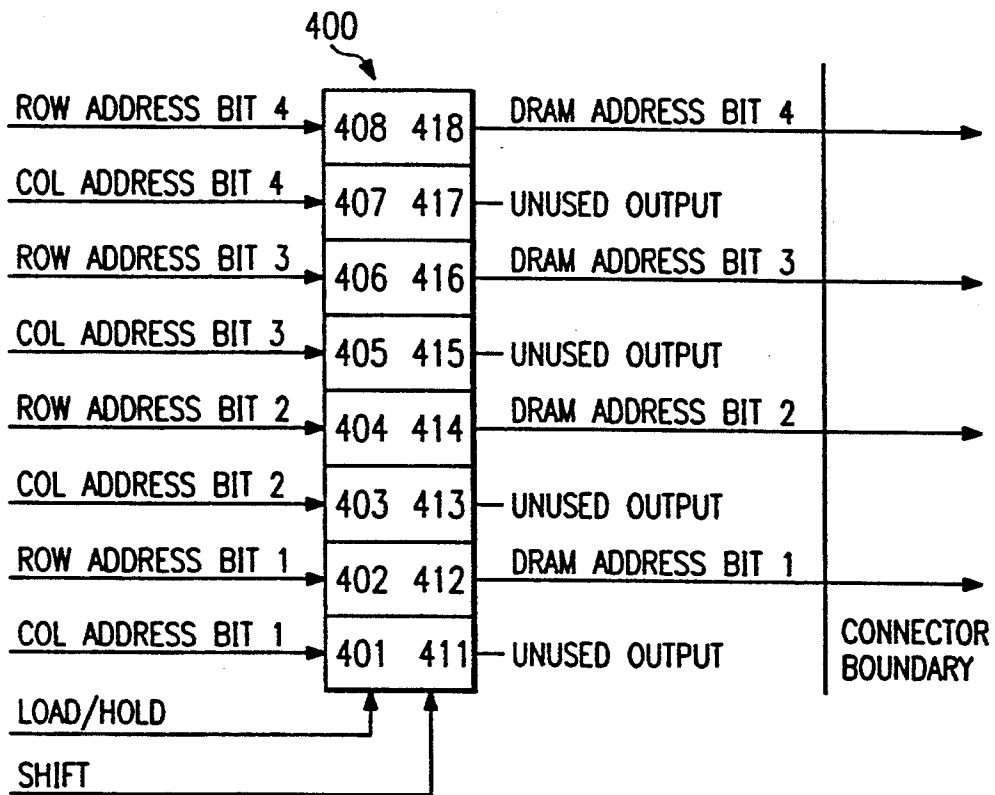 400
ROW ADDRESS BIT 4 408 418 DRAM ADDRESS BIT 4
COL ADDRESS BIT 4 407 417 UNUSED OUTPUT
ROW ADDRESS BIT 3 406 416 DRAM ADDRESS BIT 3
COL ADDRESS BIT 3 405 415 UNUSED OUTPUT
ROW ADDRESS BIT 2 404 414 DRAM ADDRESS BIT 2
COL ADDRESS BIT 2 403 413 UNUSED OUTPUT
ROW ADDRESS BIT 1 402 412 DRAM ADDRESS BIT 1
COL ADDRESS BIT 1 401 411 UNUSED OUTPUT
CONNECTOR
BOUNDARY
LOAD/HOLD
SHIFT